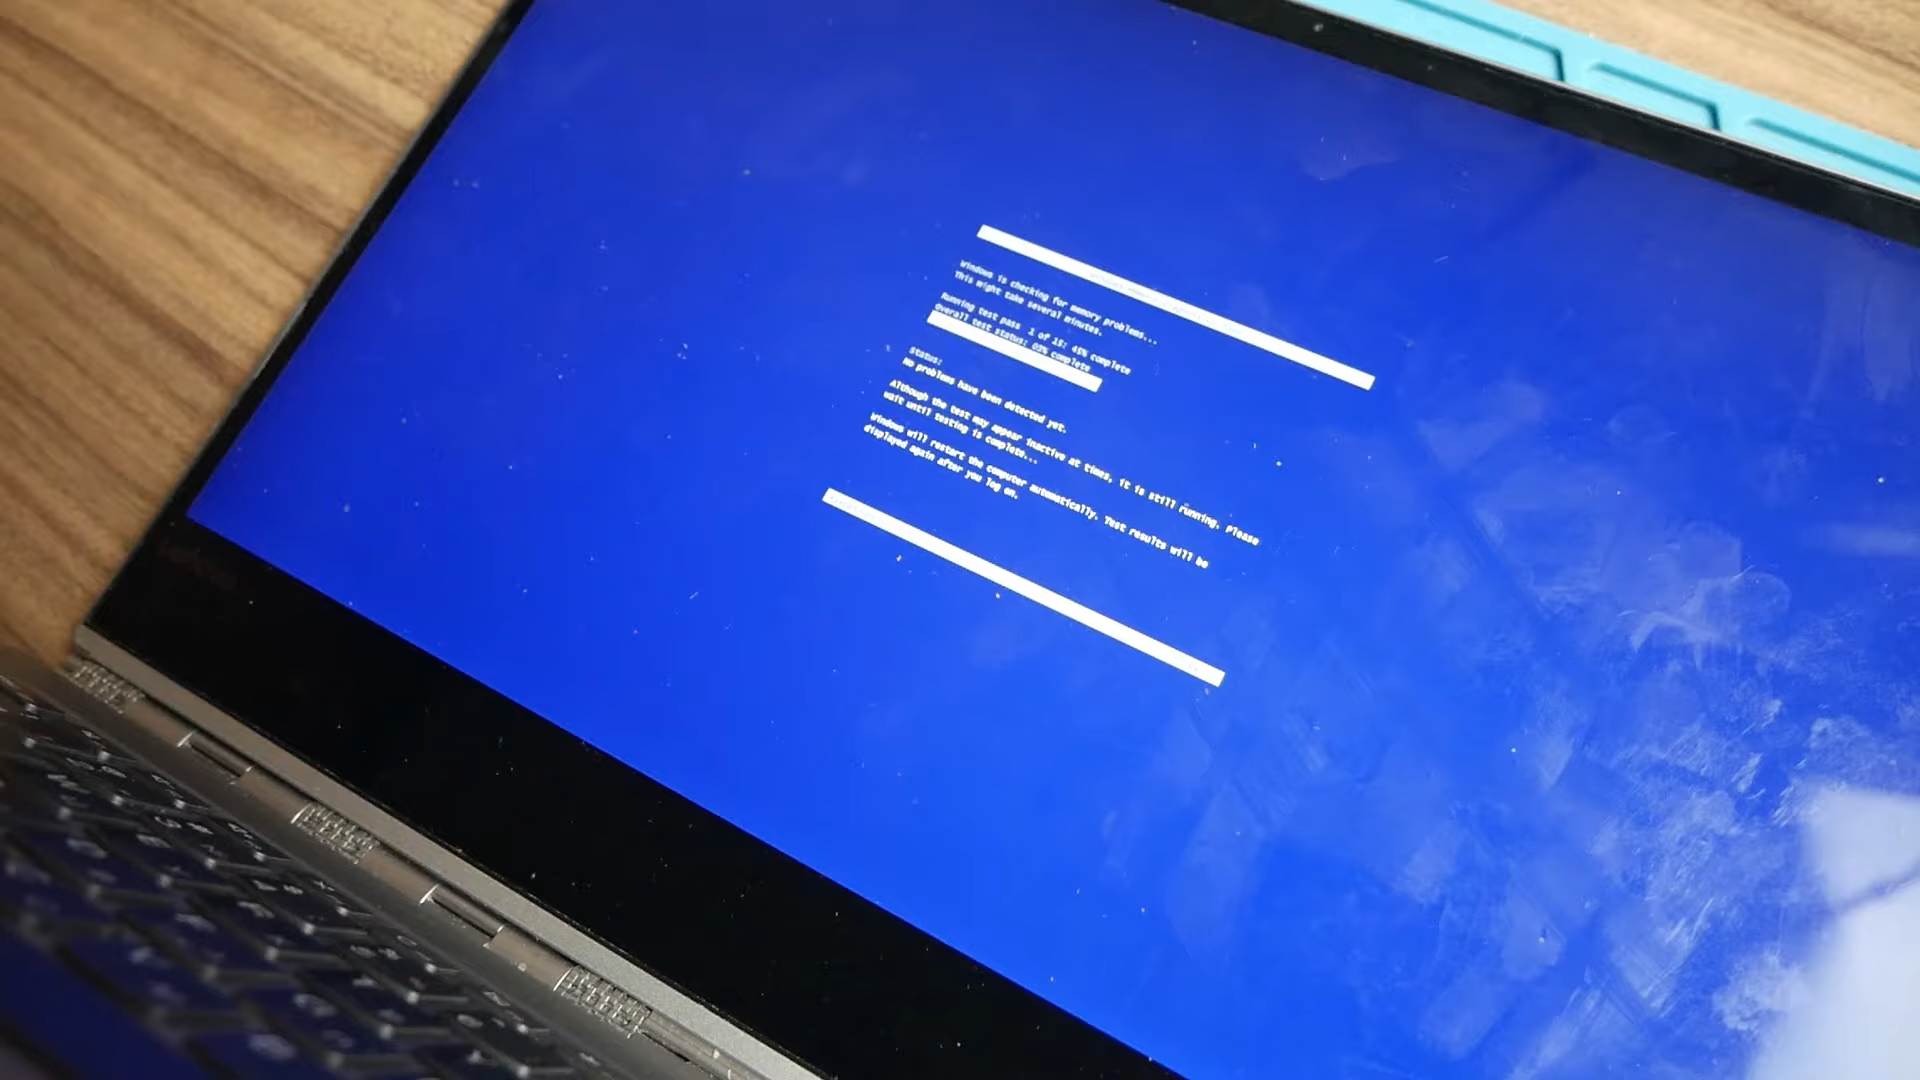 Windows is checking for memory problems...
This might take several minutes.
Running test pass 1 of 15: 45% complete
Overall test status: 03% complete
Status:
No problems have been detected yet.
Although the test may appear inactive at times, it is still running. Please
wait until testing is complete...
Windows will restart the computer automatically. Test results will be
displayed again after you log on.